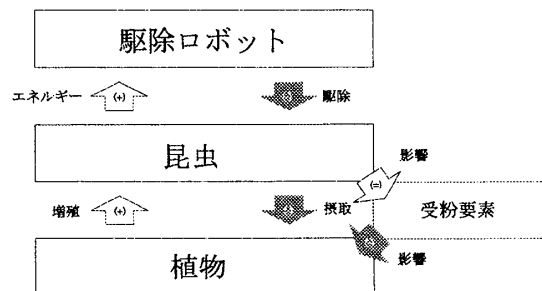 駆除ロボット
エネルギー (+) 駆除
昆虫
影響
(=)
増殖 (+) 摂取 受粉要素
影響
植物